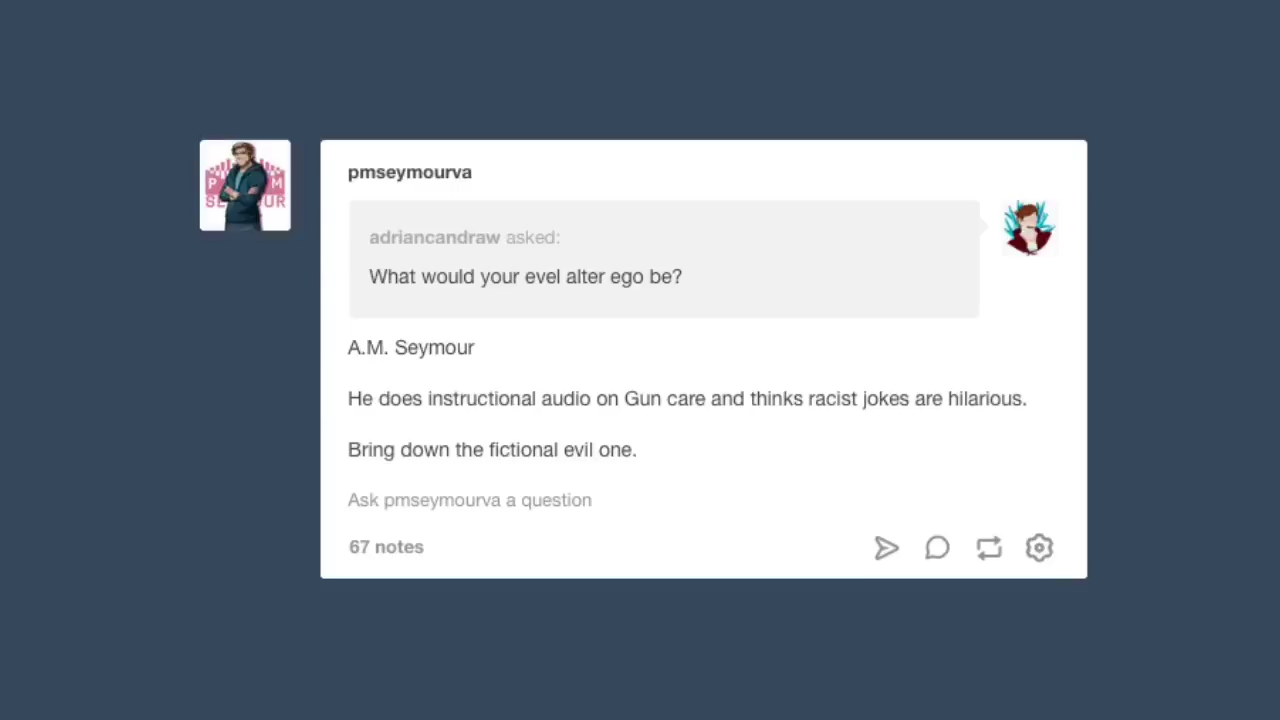 pmseymourva
adriancandraw asked:
What would your evel alter ego be?
A.M. Seymour
He does instructional audio on Gun care and thinks racist jokes are hilarious.
Bring down the fictional evil one.
Ask pmseymourva a question
67 notes